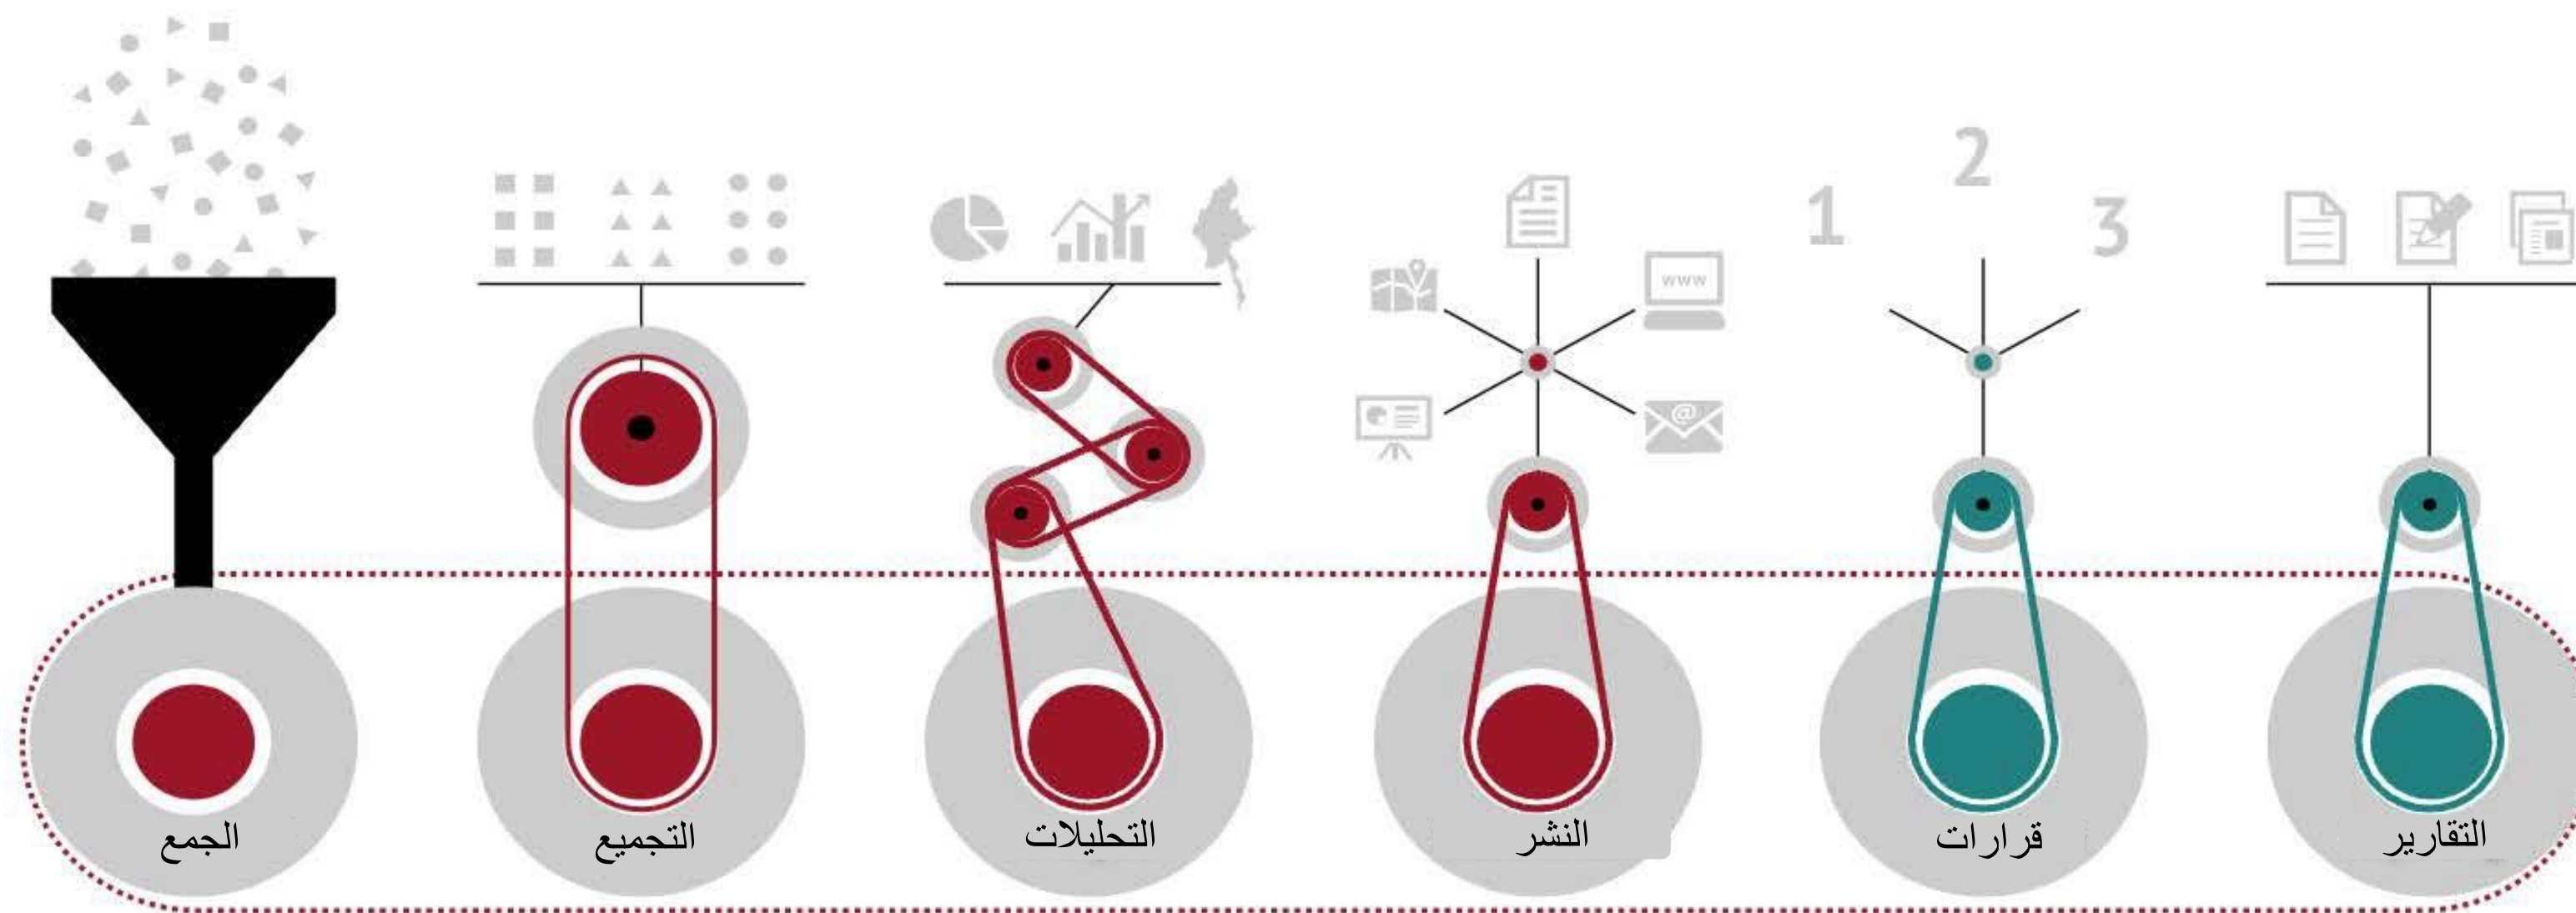 2
1
3
www
@
الجمع
التجميع
التحليلات
النشر
قرارات
التقارير